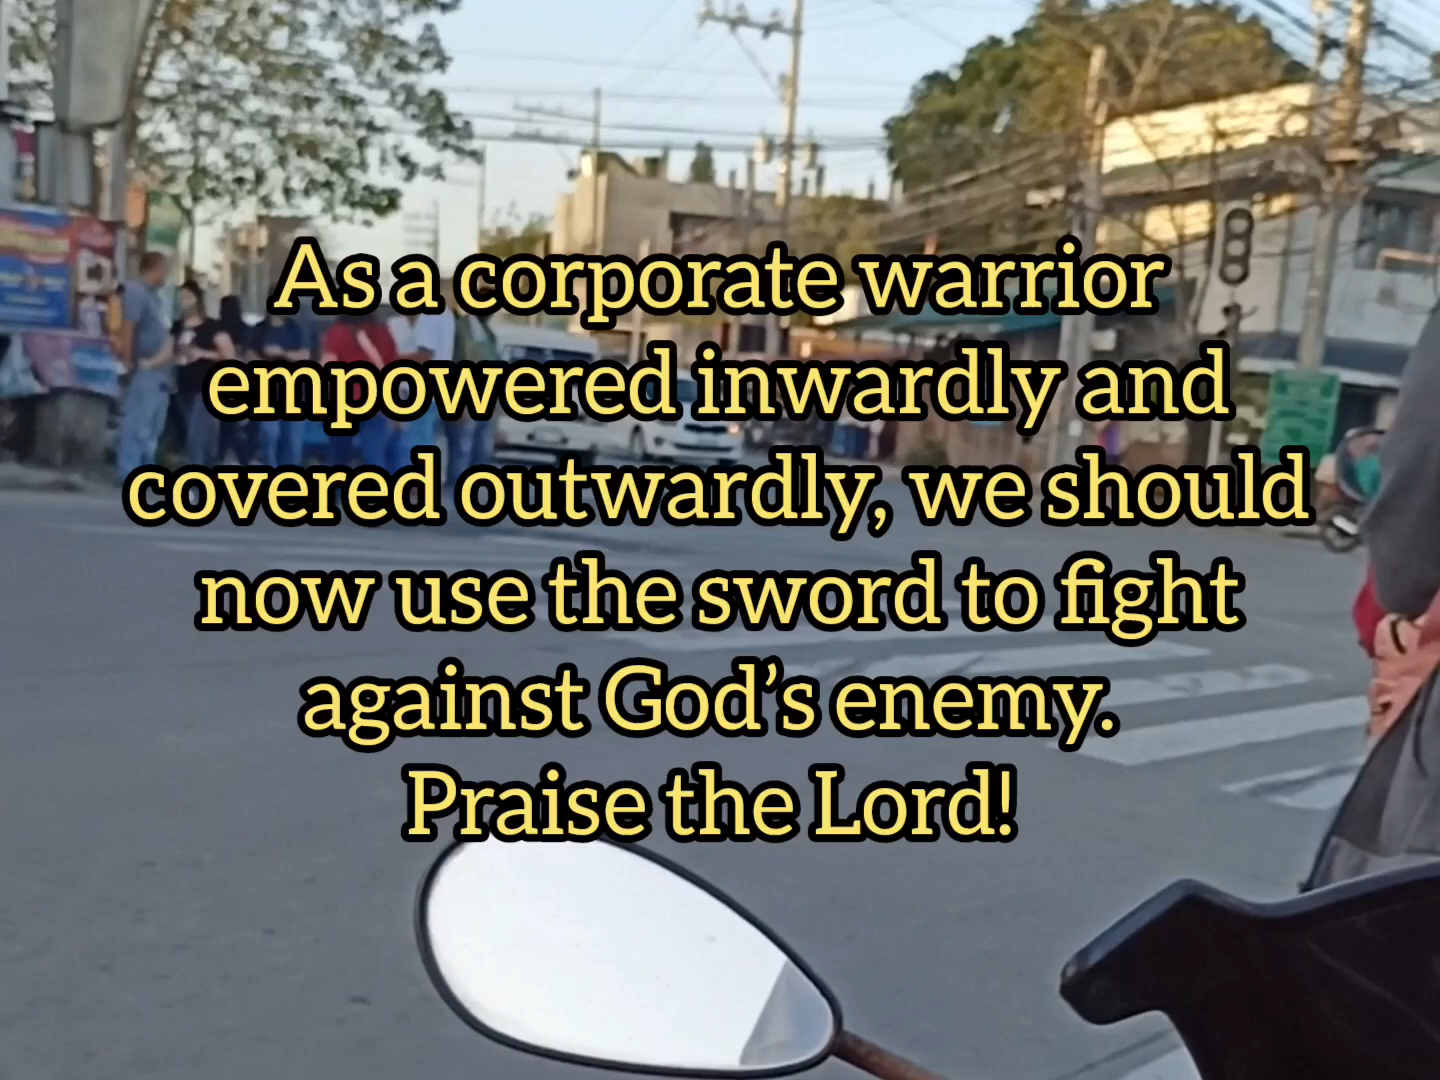 As a corporate warrior
empowered inwardly and
covered outwardly, we should
now use the sword to fight
against God’s enemy.
Praise the Lord!